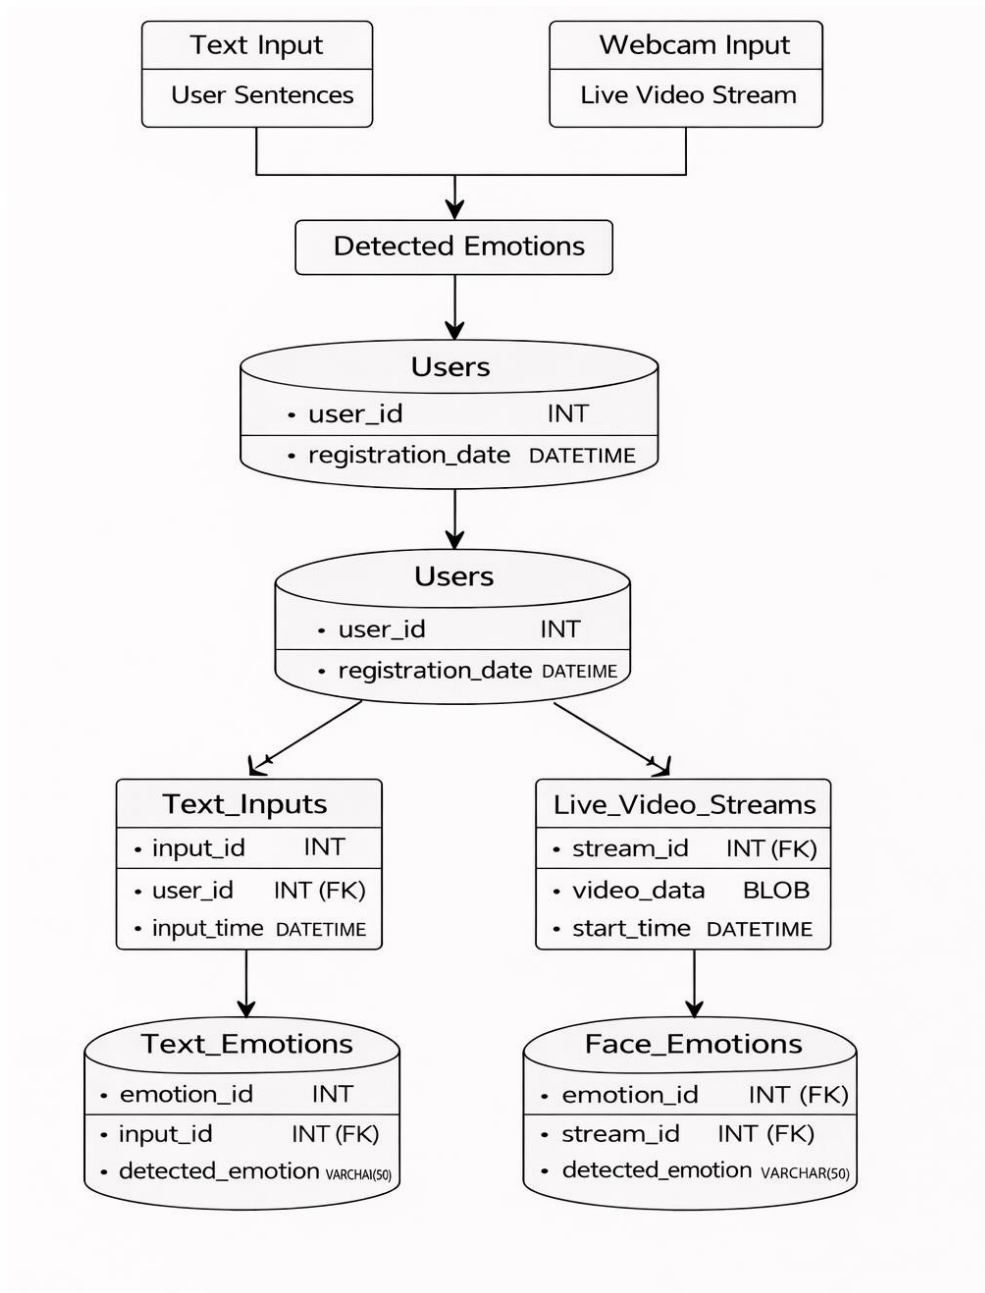 Text Input
User Sentences
Webcam Input
Live Video Stream
Detected Emotions
Users
• user_id INT
• registration_date DATETIME
Users
• user_id INT
• registration_date DATEIME
Text_Inputs
• input_id INT
• user_id INT (FK)
• input_time DATETIME
Live_Video_Streams
• stream_id INT (FK)
• video_data BLOB
• start_time DATETIME
Text_Emotions
• emotion_id INT
• input_id INT (FK)
• detected_emotion VARCHAI(50)
Face_Emotions
• emotion_id INT (FK)
• stream_id INT (FK)
• detected_emotion VARCHAR(50)